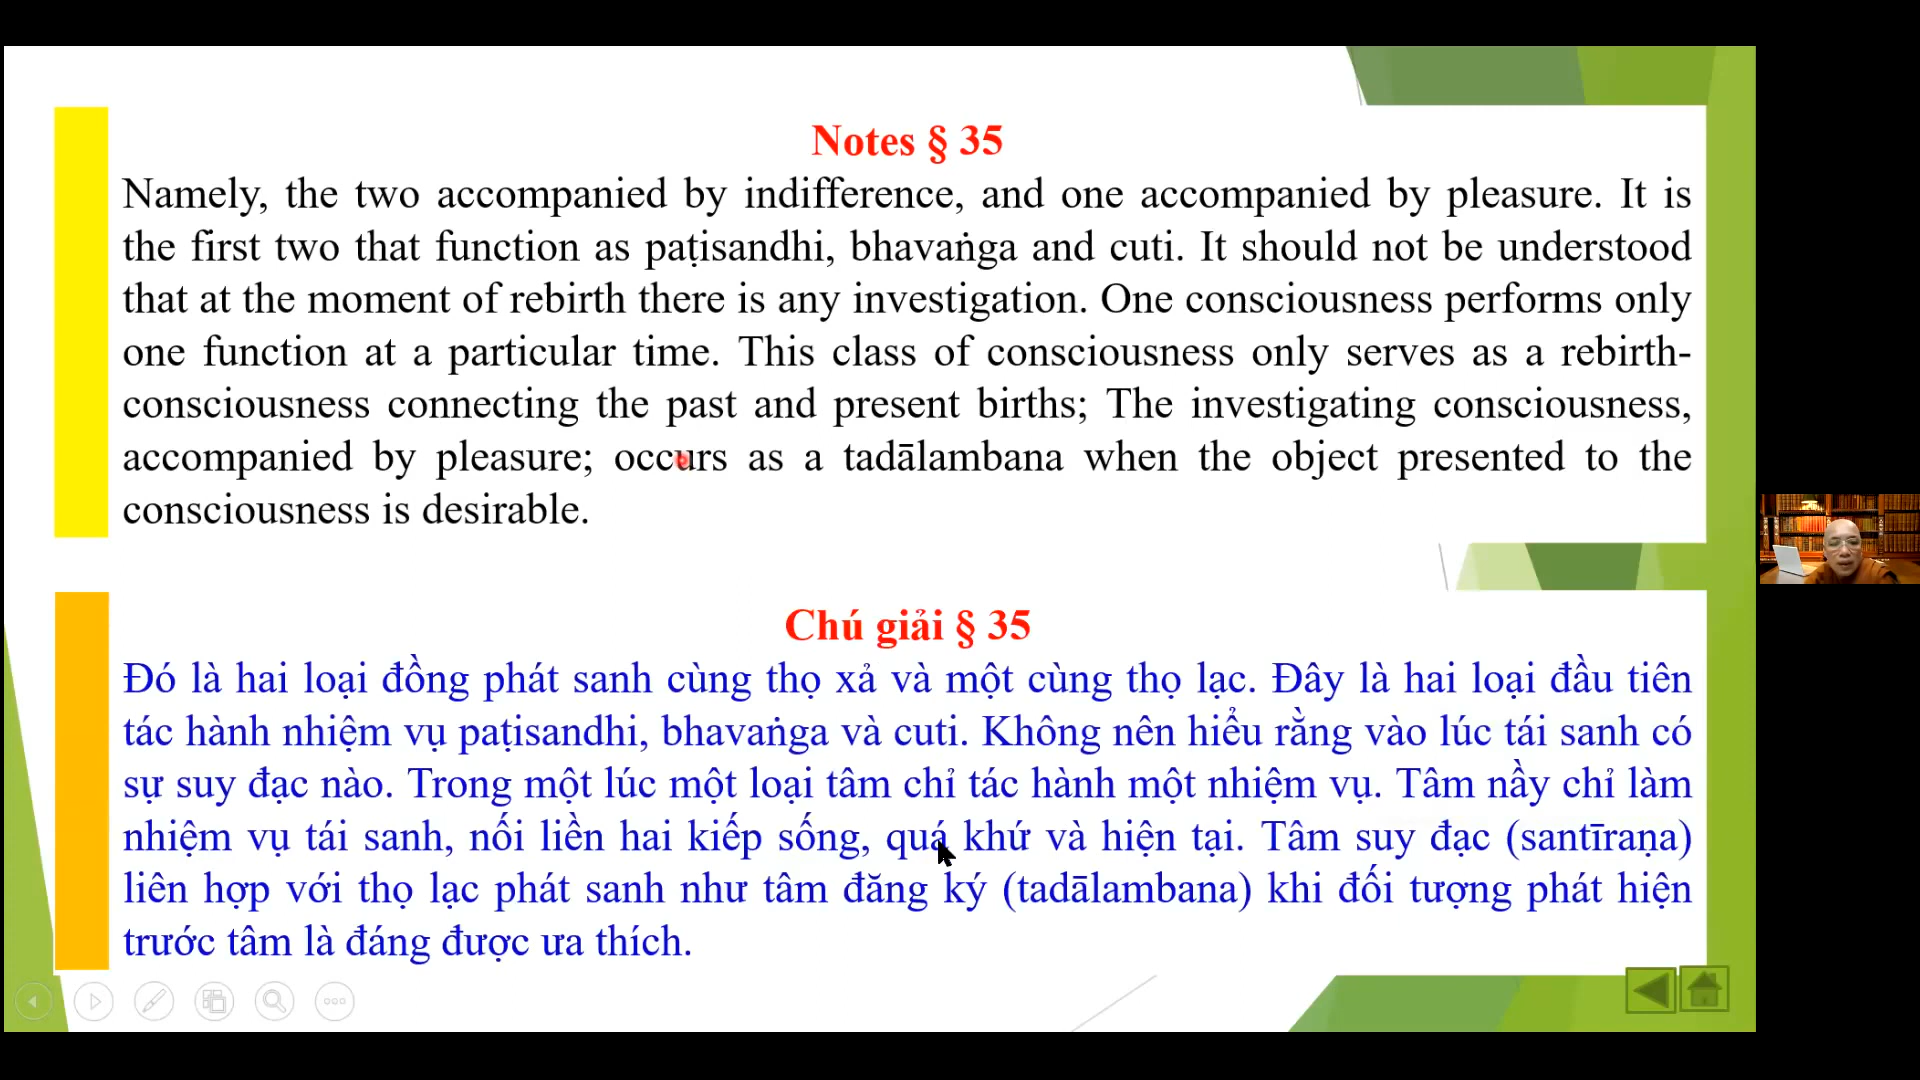 Notes § 35
Namely, the two accompanied by indifference, and one accompanied by pleasure. It is
the first two that function as paṭisandhi, bhavaṅga and cuti. It should not be understood
that at the moment of rebirth there is any investigation. One consciousness performs only
one function at a particular time. This class of consciousness only serves as a rebirth-
consciousness connecting the past and present births; The investigating consciousness,
accompanied by pleasure; occurs as a tadālambana when the object presented to the
consciousness is desirable.
Chú giải § 35
Đó là hai loại đồng phát sanh cùng thọ xả và một cùng thọ lạc. Đây là hai loại đầu tiên
tác hành nhiệm vụ paṭisandhi, bhavaṅga và cuti. Không nên hiểu rằng vào lúc tái sanh có
sự suy đạc nào. Trong một lúc một loại tâm chỉ tác hành một nhiệm vụ. Tâm nầy chỉ làm
nhiệm vụ tái sanh, nối liền hai kiếp sống, quá khứ và hiện tại. Tâm suy đạc (santīraṇa)
liên hợp với thọ lạc phát sanh như tâm đăng ký (tadālambana) khi đối tượng phát hiện
trước tâm là đáng được ưa thích.